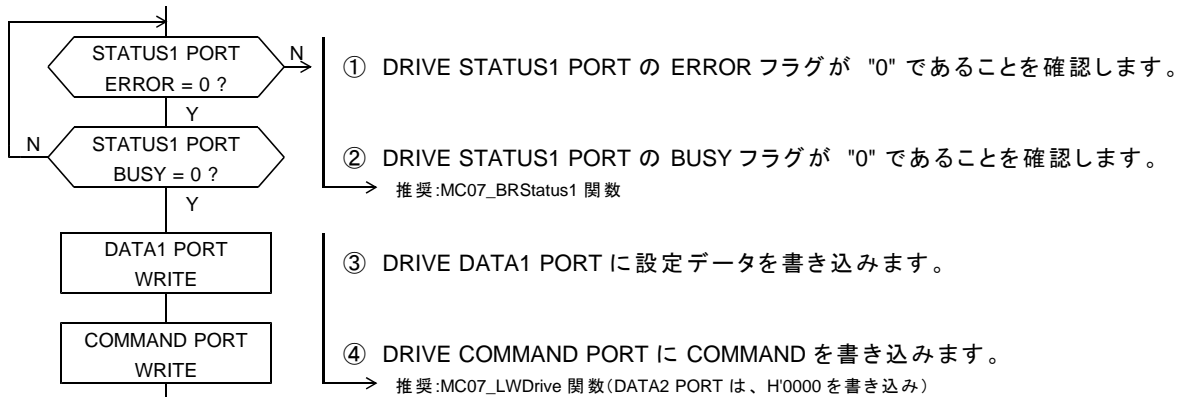 STATUS1 PORT
ERROR = 0 ?
N
① DRIVE STATUS1 PORT の ERROR フラグが "0" であることを確認します。
Y
N
STATUS1 PORT
BUSY = 0 ?
② DRIVE STATUS1 PORT の BUSY フラグが "0" であることを確認します。
推奨:MC07_BRStatus1 関数
Y
DATA1 PORT
WRITE
③ DRIVE DATA1 PORT に設定データを書き込みます。
COMMAND PORT
WRITE
④ DRIVE COMMAND PORT に COMMAND を書き込みます。
推奨:MC07_LWDrive 関数(DATA2 PORT は、H'0000 を書き込み)